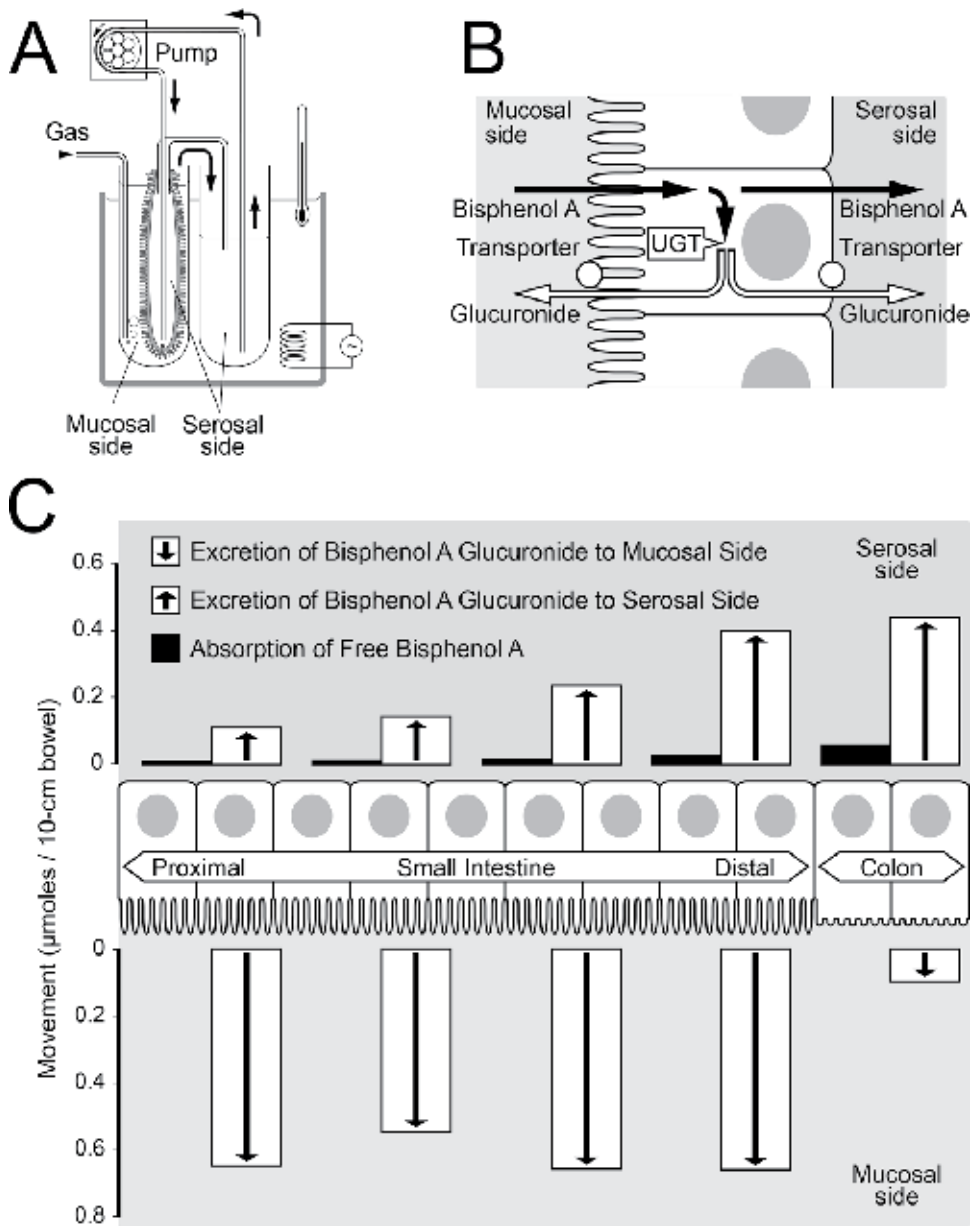 A
Pump
Gas
Mucosal
side
Serosal
side
B
Mucosal
side
Serosal
side
Bisphenol A
Bisphenol A
Transporter
UGT
Transporter
Glucuronide
Glucuronide
C
Excretion of Bisphenol A Glucuronide to Mucosal Side
Excretion of Bisphenol A Glucuronide to Serosal Side
Absorption of Free Bisphenol A
Serosal
side
0.6
0.4
0.2
0
Proximal
Small Intestine
Distal
Colon
Movement (µmoles / 10-cm bowel)
0
0.2
0.4
0.6
0.8
Mucosal
side